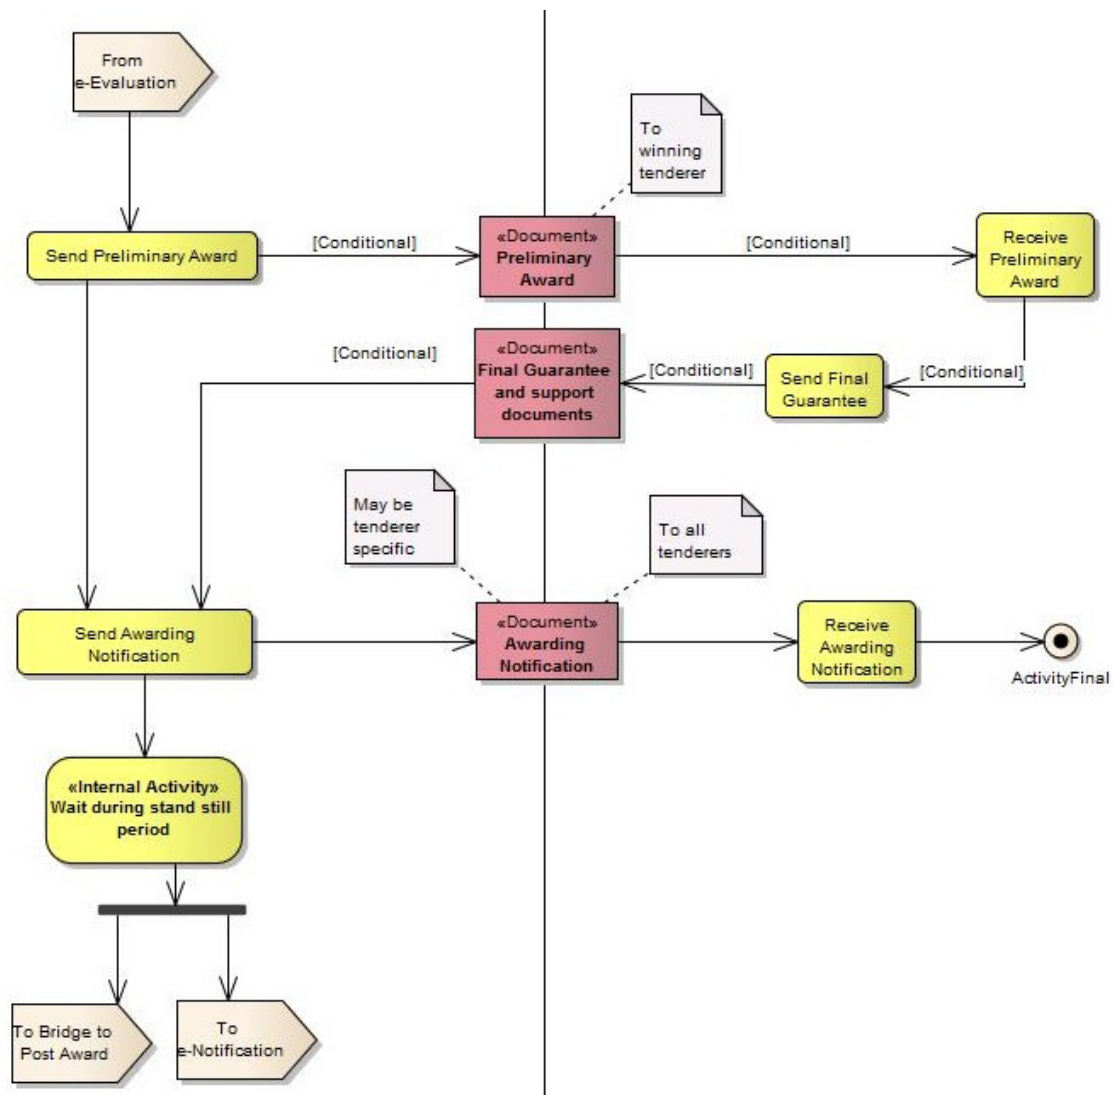 From
e-Evaluation
To
winning
tenderer
Send Preliminary Award
[Conditional]
«Document»
Preliminary
Award
[Conditional]
Receive
Preliminary
Award
[Conditional]
«Document»
Final Guarantee
and support
documents
[Conditional]
Send Final
Guarantee
[Conditional]
May be
tenderer
specific
To all
tenderers
Send Awarding
Notification
«Document»
Awarding
Notification
Receive
Awarding
Notification
ActivityFinal
«Internal Activity»
Wait during stand still
period
To Bridge to
Post Award
To
e-Notification